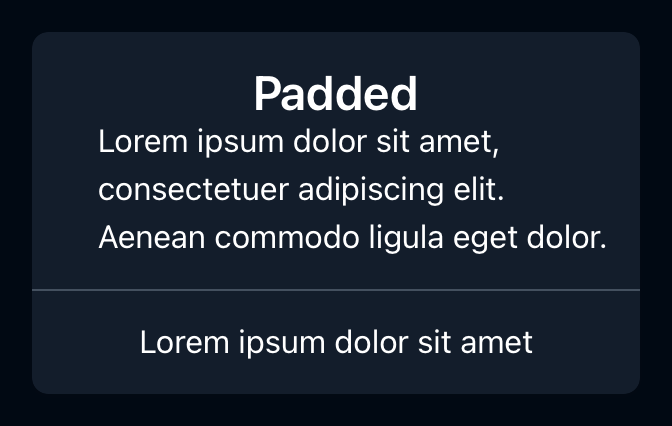 Padded
Lorem ipsum dolor sit amet,
consectetuer adipiscing elit.
Aenean commodo ligula eget dolor.
Lorem ipsum dolor sit amet